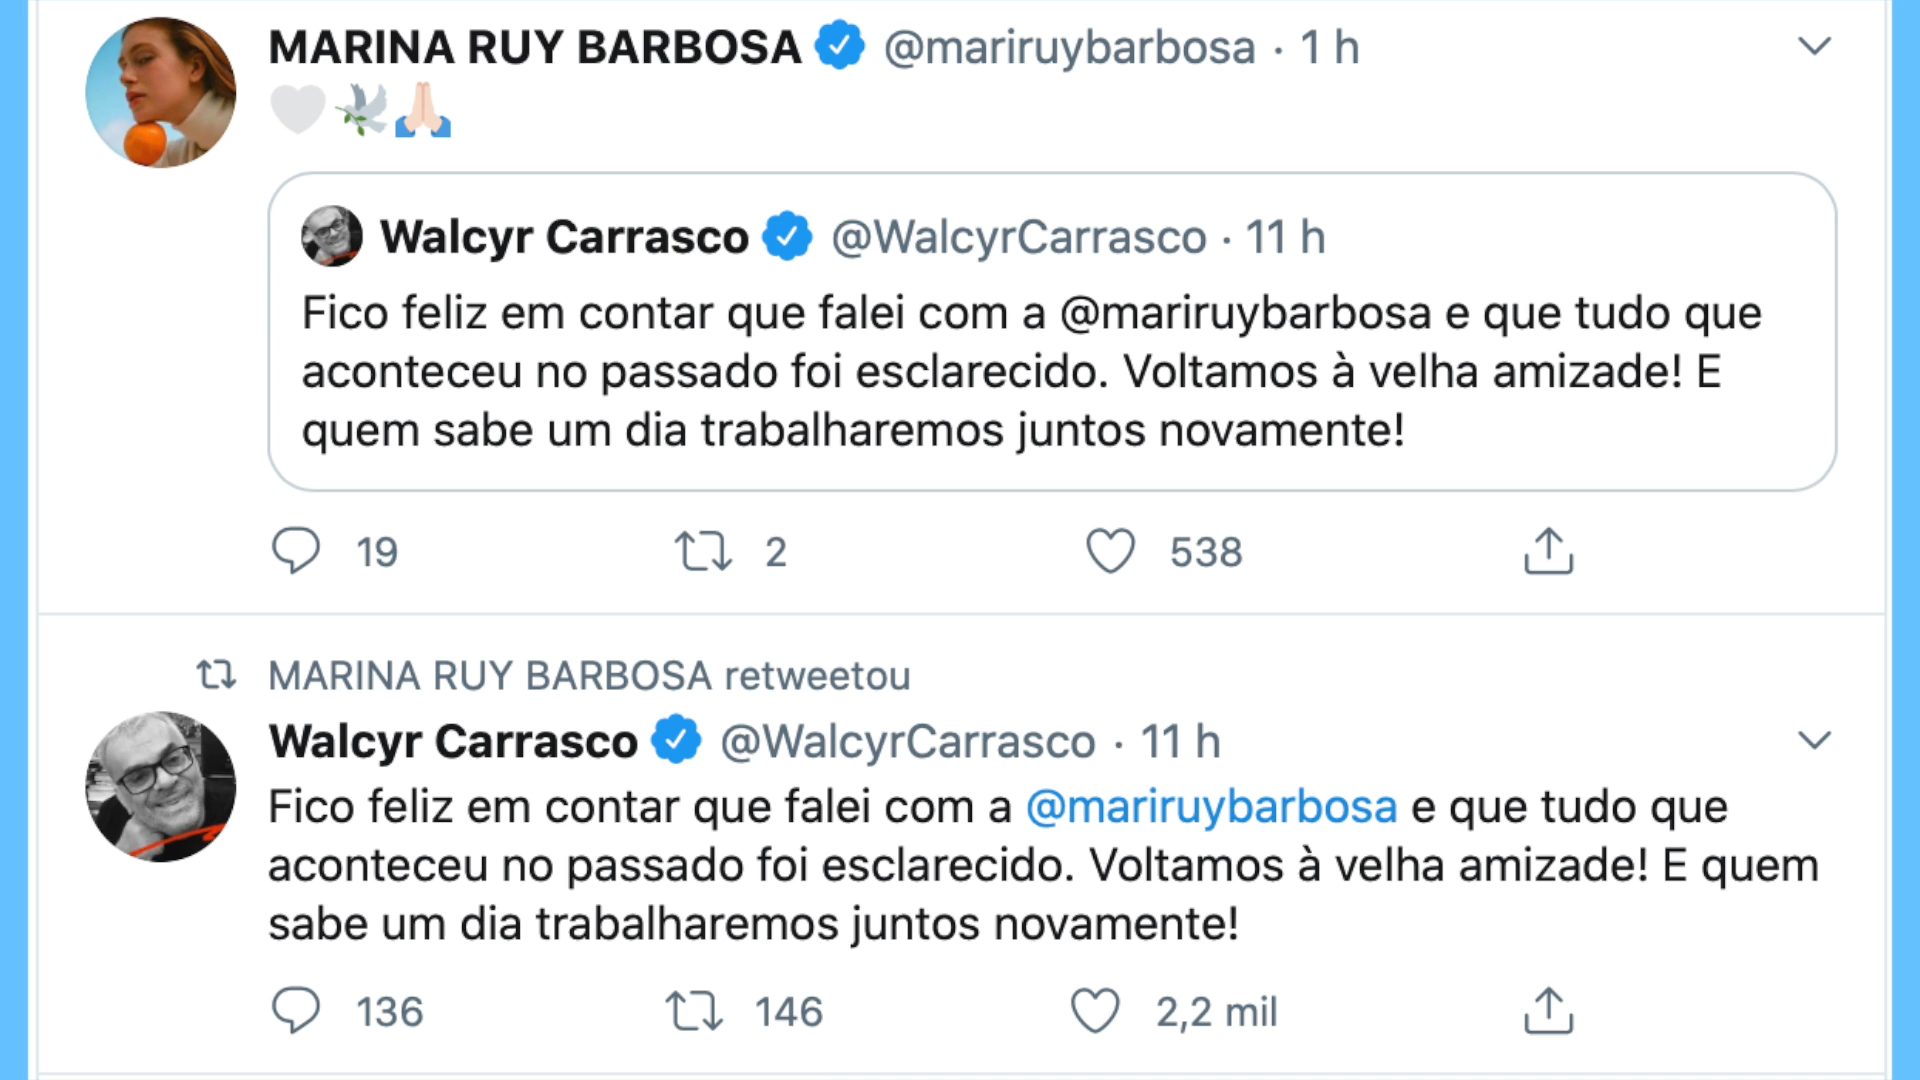 MARINA RUY BARBOSA @mariruybarbosa · 1 h
🤍🕊🙏🏻
Walcyr Carrasco @WalcyrCarrasco · 11 h
Fico feliz em contar que falei com a @mariruybarbosa e que tudo que
aconteceu no passado foi esclarecido. Voltamos à velha amizade! E
quem sabe um dia trabalharemos juntos novamente!
19 2 538
MARINA RUY BARBOSA retweetou
Walcyr Carrasco @WalcyrCarrasco · 11 h
Fico feliz em contar que falei com a @mariruybarbosa e que tudo que
aconteceu no passado foi esclarecido. Voltamos à velha amizade! E quem
sabe um dia trabalharemos juntos novamente!
136 146 2,2 mil